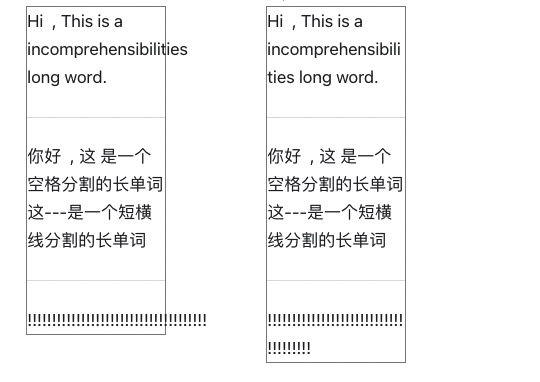 Hi ，This is a
incomprehensibilities
long word.
你好 ，这 是一个
空格分割的长单词
这---是一个短横
线分割的长单词
!!!!!!!!!!!!!!!!!!!!!!!!!!!!!!!!!!!!!
Hi ，This is a
incomprehensibili
ties long word.
你好 ，这 是一个
空格分割的长单词
这---是一个短横
线分割的长单词
!!!!!!!!!!!!!!!!!!!!!!!!!!!!
!!!!!!!!!